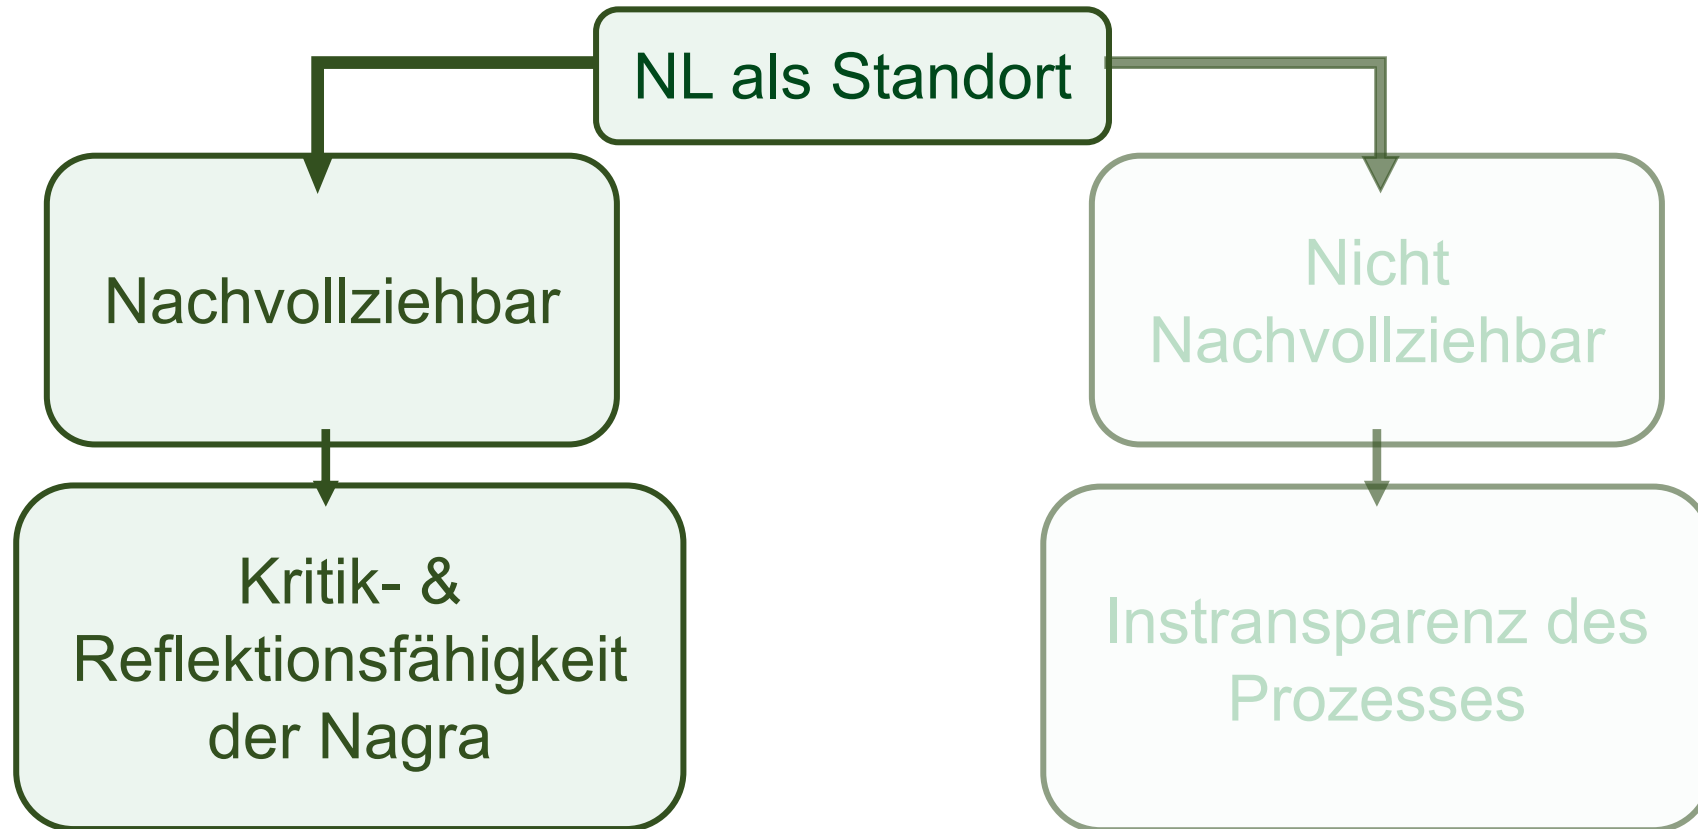 NL als Standort
Nachvollziehbar
Kritik- &
Reflektionsfähigkeit
der Nagra
Nicht
Nachvollziehbar
Instransparenz des
Prozesses